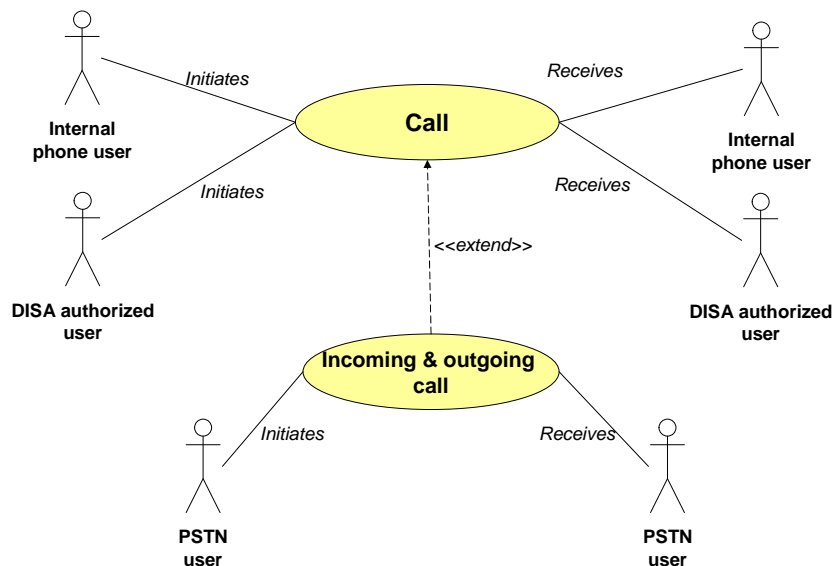 Initiates
Receives
Call
Internal
phone user
Internal
phone user
Initiates
Receives
<<extend>>
DISA authorized
user
DISA authorized
user
Incoming & outgoing
call
Initiates
Receives
PSTN
user
PSTN
user